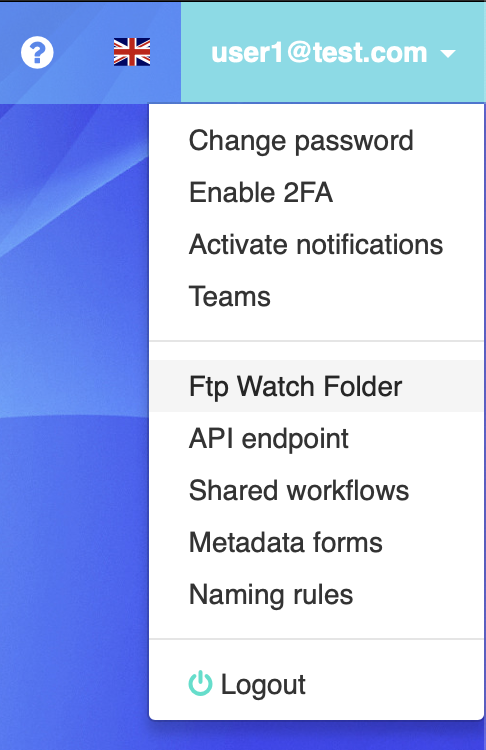 ?
user1@test.com
Change password
Enable 2FA
Activate notifications
Teams
Ftp Watch Folder
API endpoint
Shared workflows
Metadata forms
Naming rules
Logout